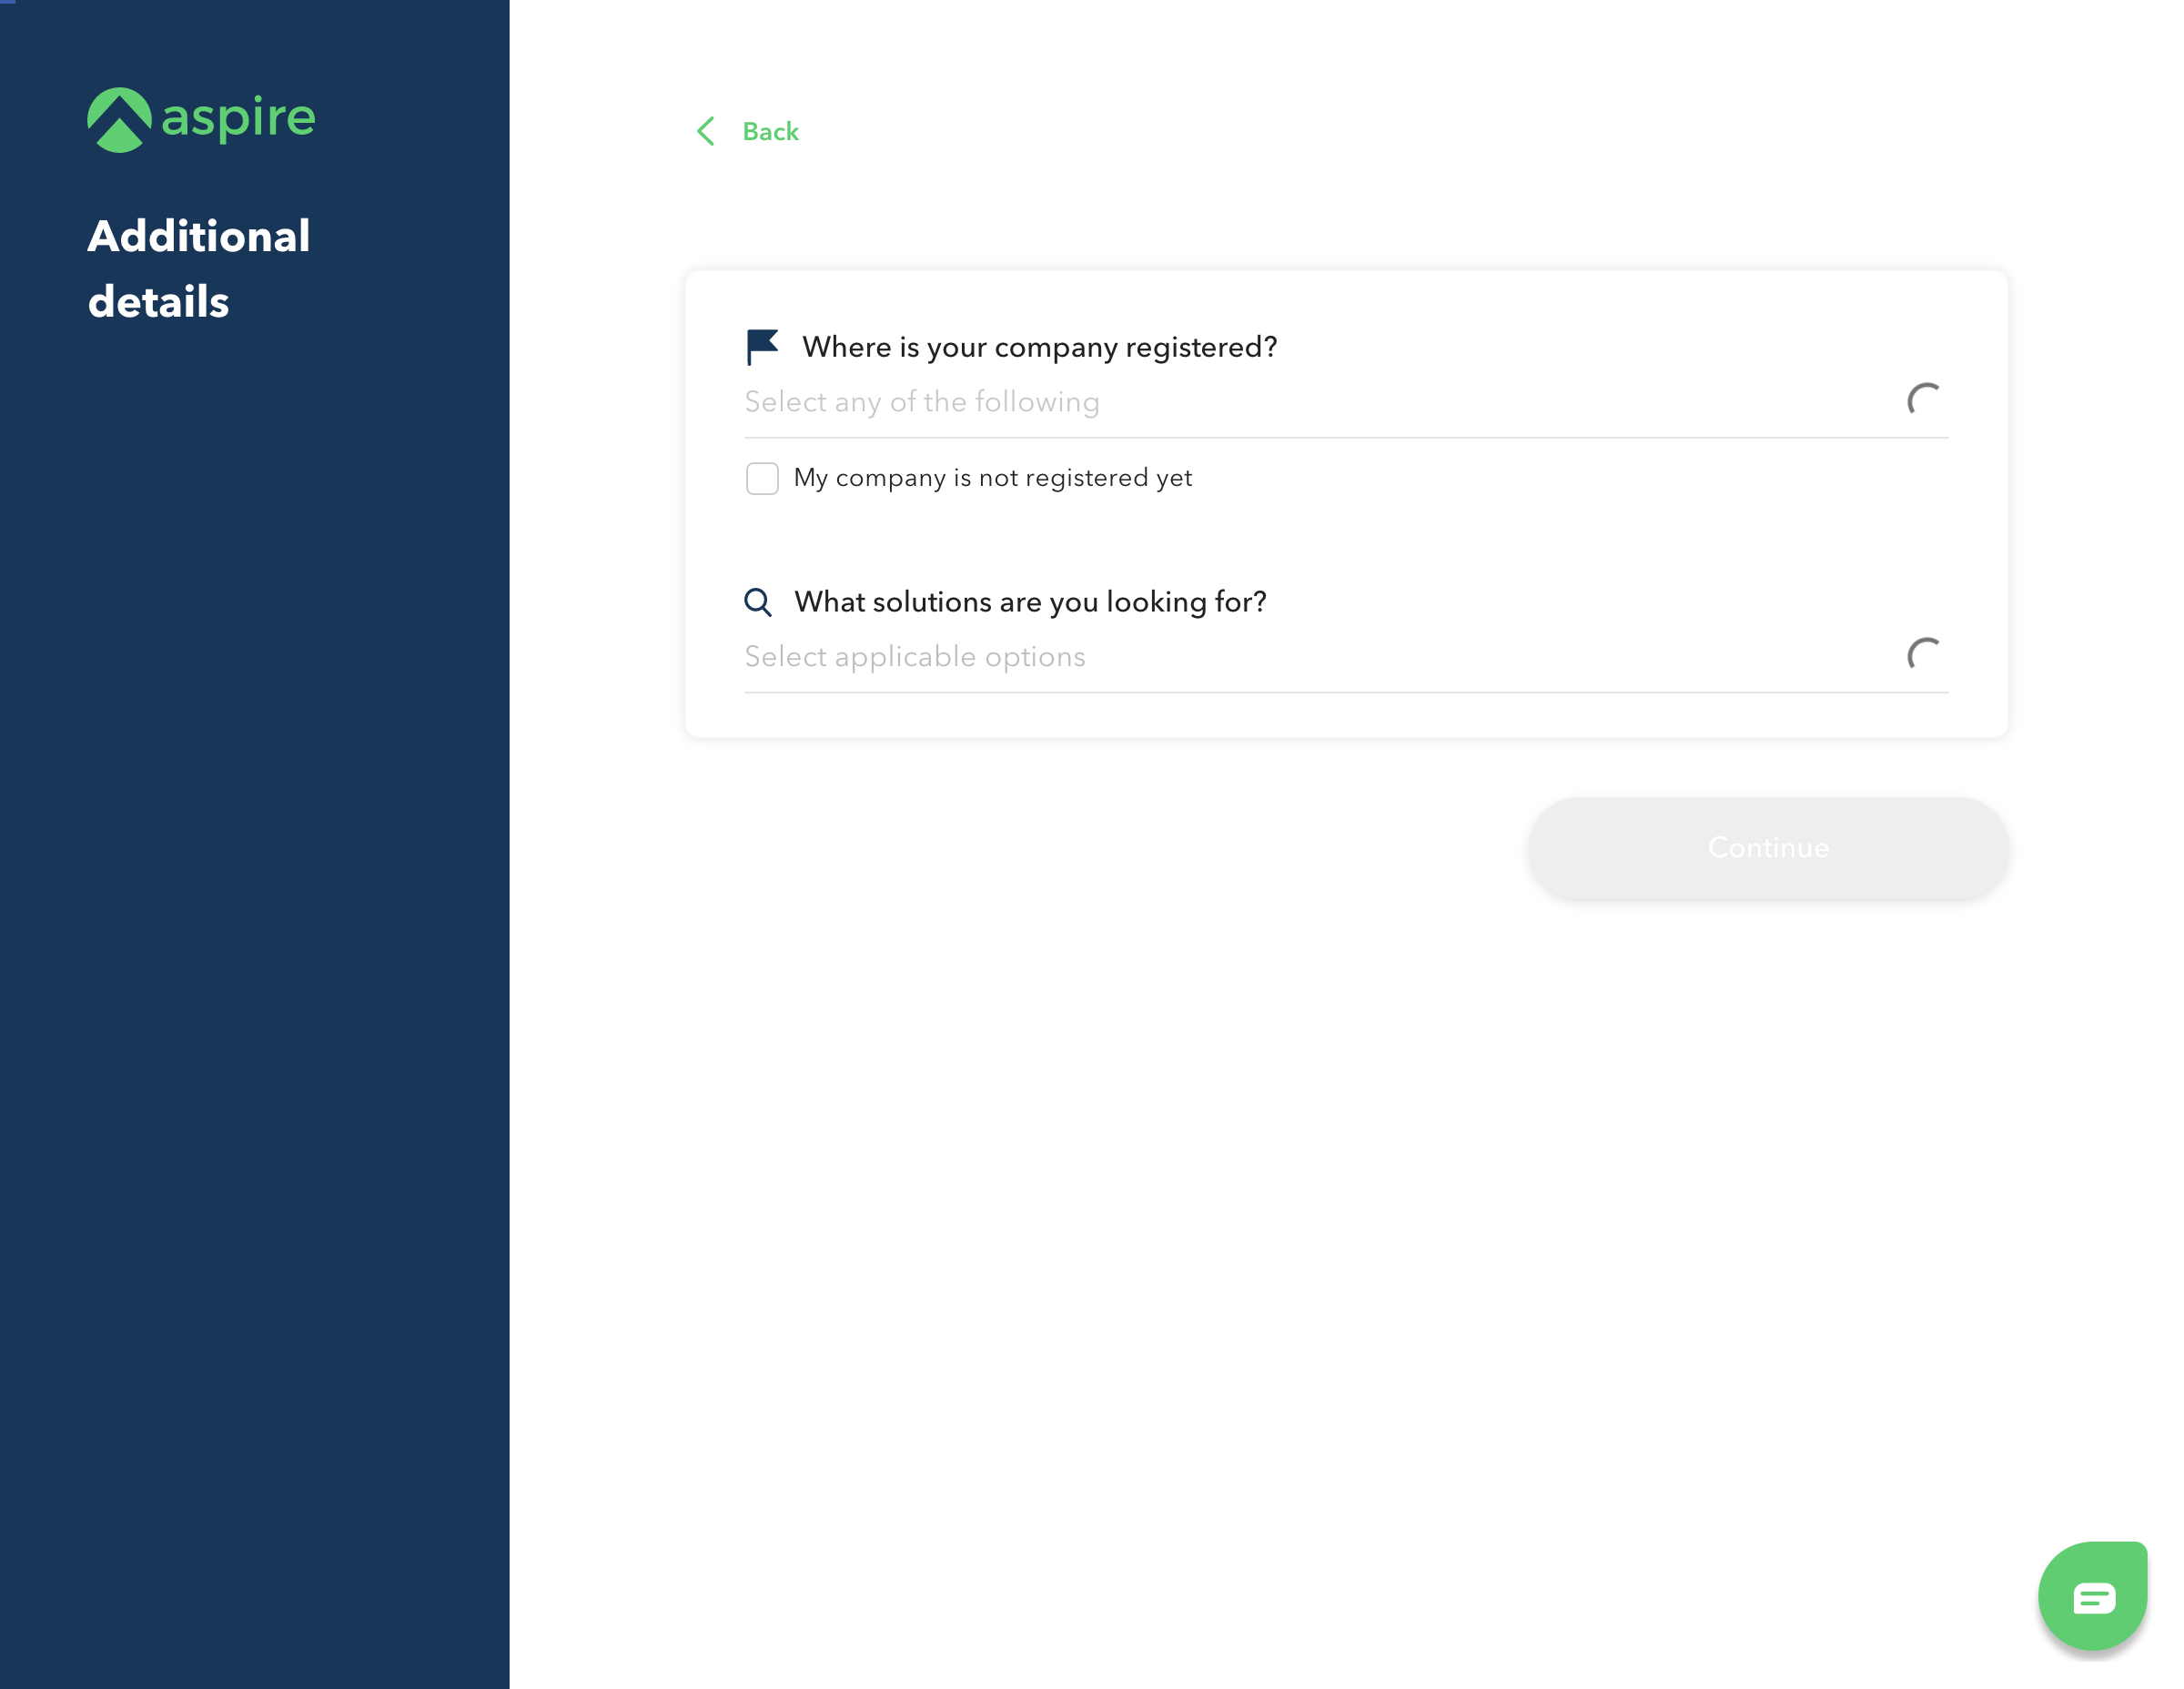 aspire
Additional
details
Back
Where is your company registered?
Select any of the following
My company is not registered yet
What solutions are you looking for?
Select applicable options
Continue